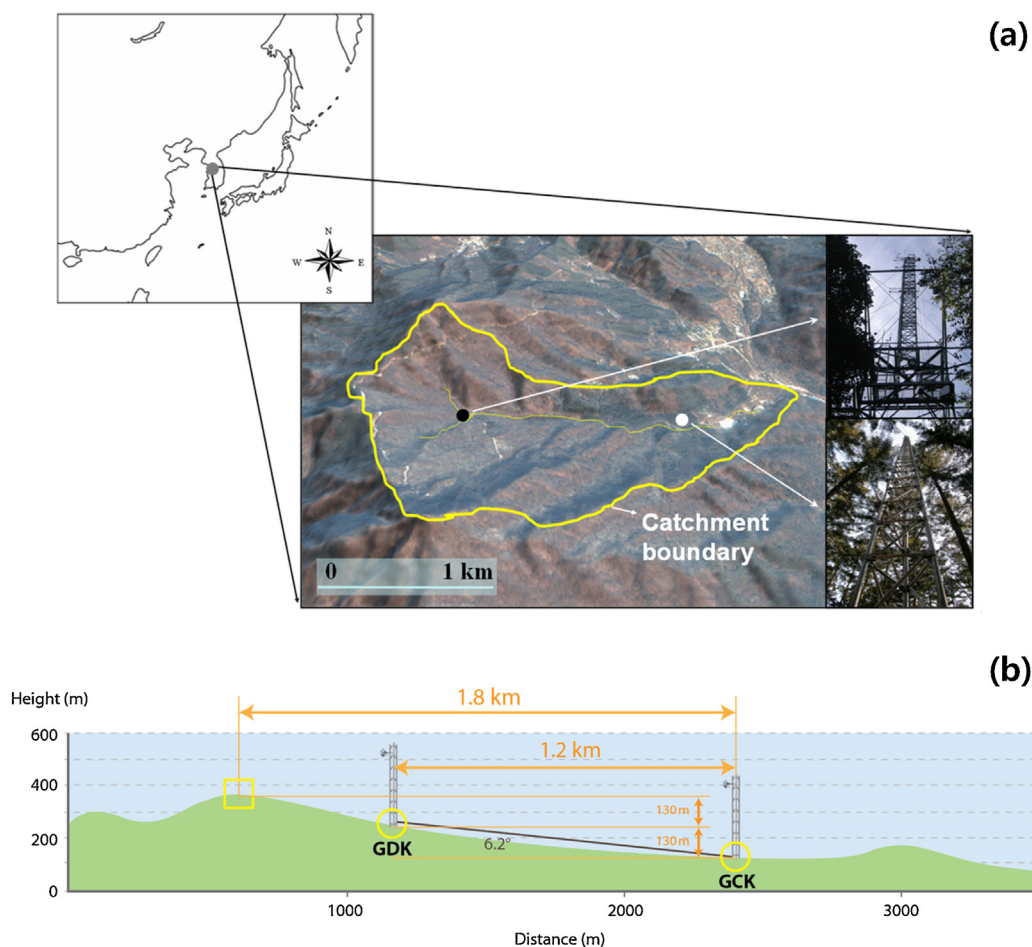 (a)
N
W E
S
Catchment
boundary
0 1 km
(b)
Height (m)
1.8 km
600
1.2 km
400
130 m
200
GDK
6.2°
130 m
GCK
0
1000
2000
3000
Distance (m)